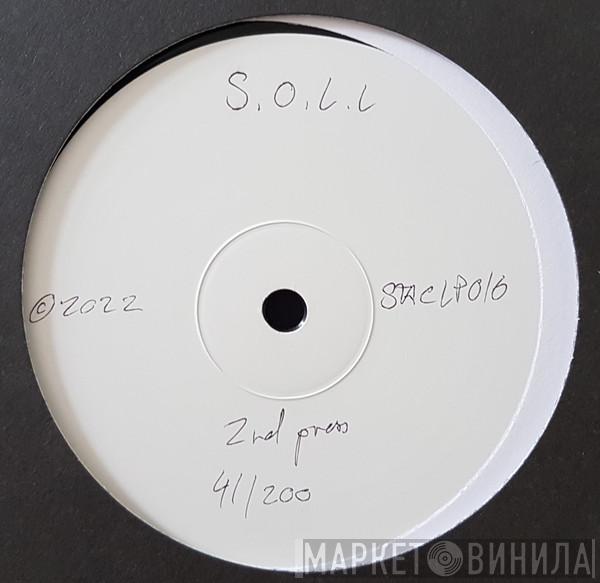 S.O.L.L
©2022
STACLP016
2nd press
41/200
МАРКЕТ ВИНИЛА